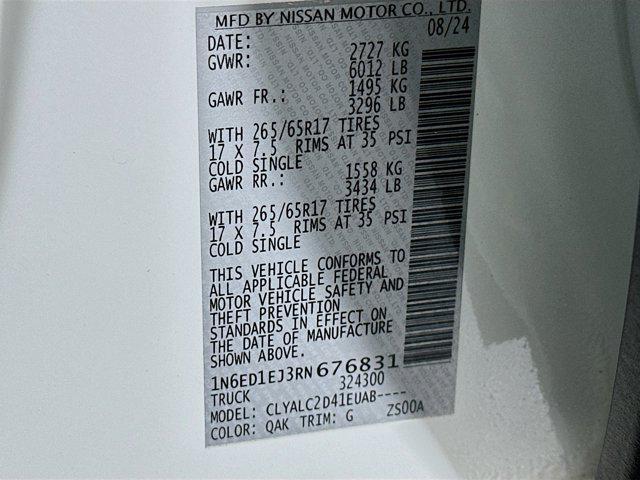 MFD BY NISSAN MOTOR CO., LTD.
DATE: 08/24
GVWR: 2727 KG
6012 LB
GAWR FR.: 1495 KG
3296 LB
WITH 265/65R17 TIRES
17 X 7.5 RIMS AT 35 PSI
COLD SINGLE
GAWR RR.: 1558 KG
3434 LB
WITH 265/65R17 TIRES
17 X 7.5 RIMS AT 35 PSI
COLD SINGLE
THIS VEHICLE CONFORMS TO
ALL APPLICABLE FEDERAL
MOTOR VEHICLE SAFETY AND
THEFT PREVENTION
STANDARDS IN EFFECT ON
THE DATE OF MANUFACTURE
SHOWN ABOVE.
1N6ED1EJ3RN676831
TRUCK 324300
MODEL: CLYALC2D41EUAB----
COLOR: QAK TRIM: G ZS00A